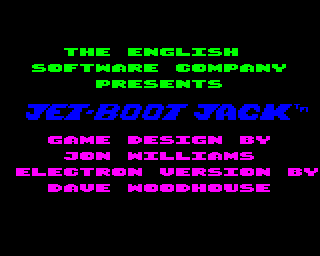 THE ENGLISH
SOFTWARE COMPANY
PRESENTS
JET-BOOT JACK™
GAME DESIGN BY
JON WILLIAMS
ELECTRON VERSION BY
DAVE WOODHOUSE